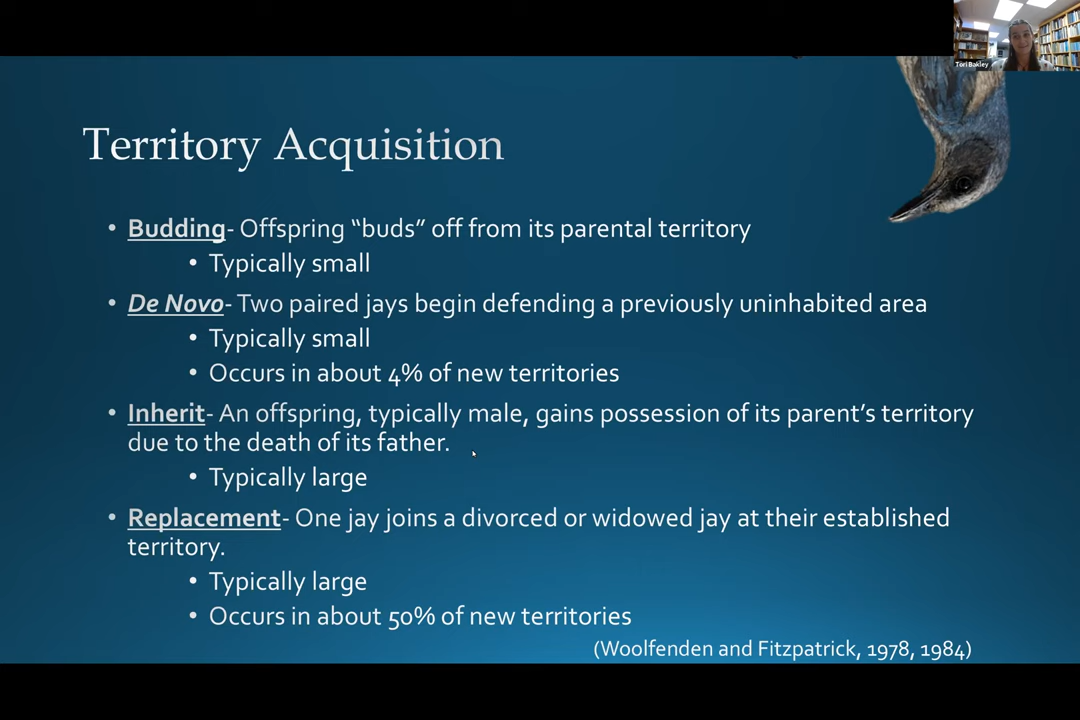 Tori Bakley
Territory Acquisition
• Budding- Offspring “buds” off from its parental territory
• Typically small
• De Novo- Two paired jays begin defending a previously uninhabited area
• Typically small
• Occurs in about 4% of new territories
• Inherit- An offspring, typically male, gains possession of its parent’s territory
due to the death of its father.
• Typically large
• Replacement- One jay joins a divorced or widowed jay at their established
territory.
• Typically large
• Occurs in about 50% of new territories
(Woolfenden and Fitzpatrick, 1978, 1984)